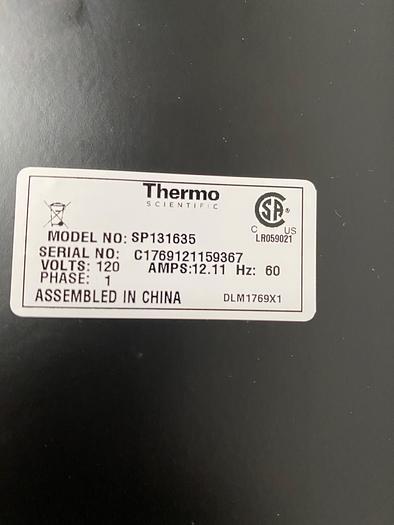 Thermo
SCIENTIFIC
SA ®
C US
LR059021
MODEL NO: SP131635
SERIAL NO: C1769121159367
VOLTS: 120 AMPS:12.11 Hz: 60
PHASE: 1
ASSEMBLED IN CHINA DLM1769X1